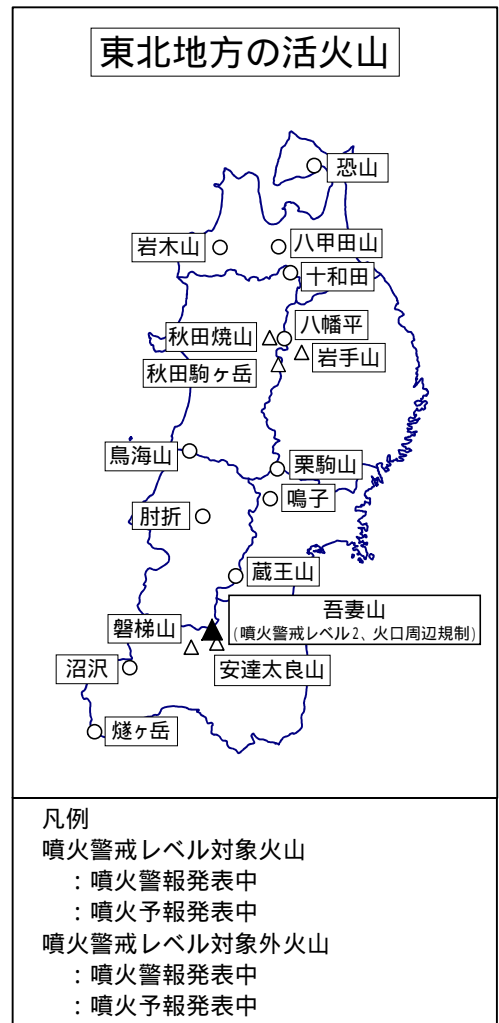 東北地方の活火山
恐山
岩木山
八甲田山
十和田
八幡平
秋田焼山
岩手山
秋田駒ヶ岳
鳥海山
栗駒山
鳴子
肘折
蔵王山
吾妻山
(噴火警戒レベル2、火口周辺規制)
磐梯山
安達太良山
沼沢
燧ヶ岳
凡例
噴火警戒レベル対象火山
：噴火警報発表中
：噴火予報発表中
噴火警戒レベル対象外火山
：噴火警報発表中
：噴火予報発表中